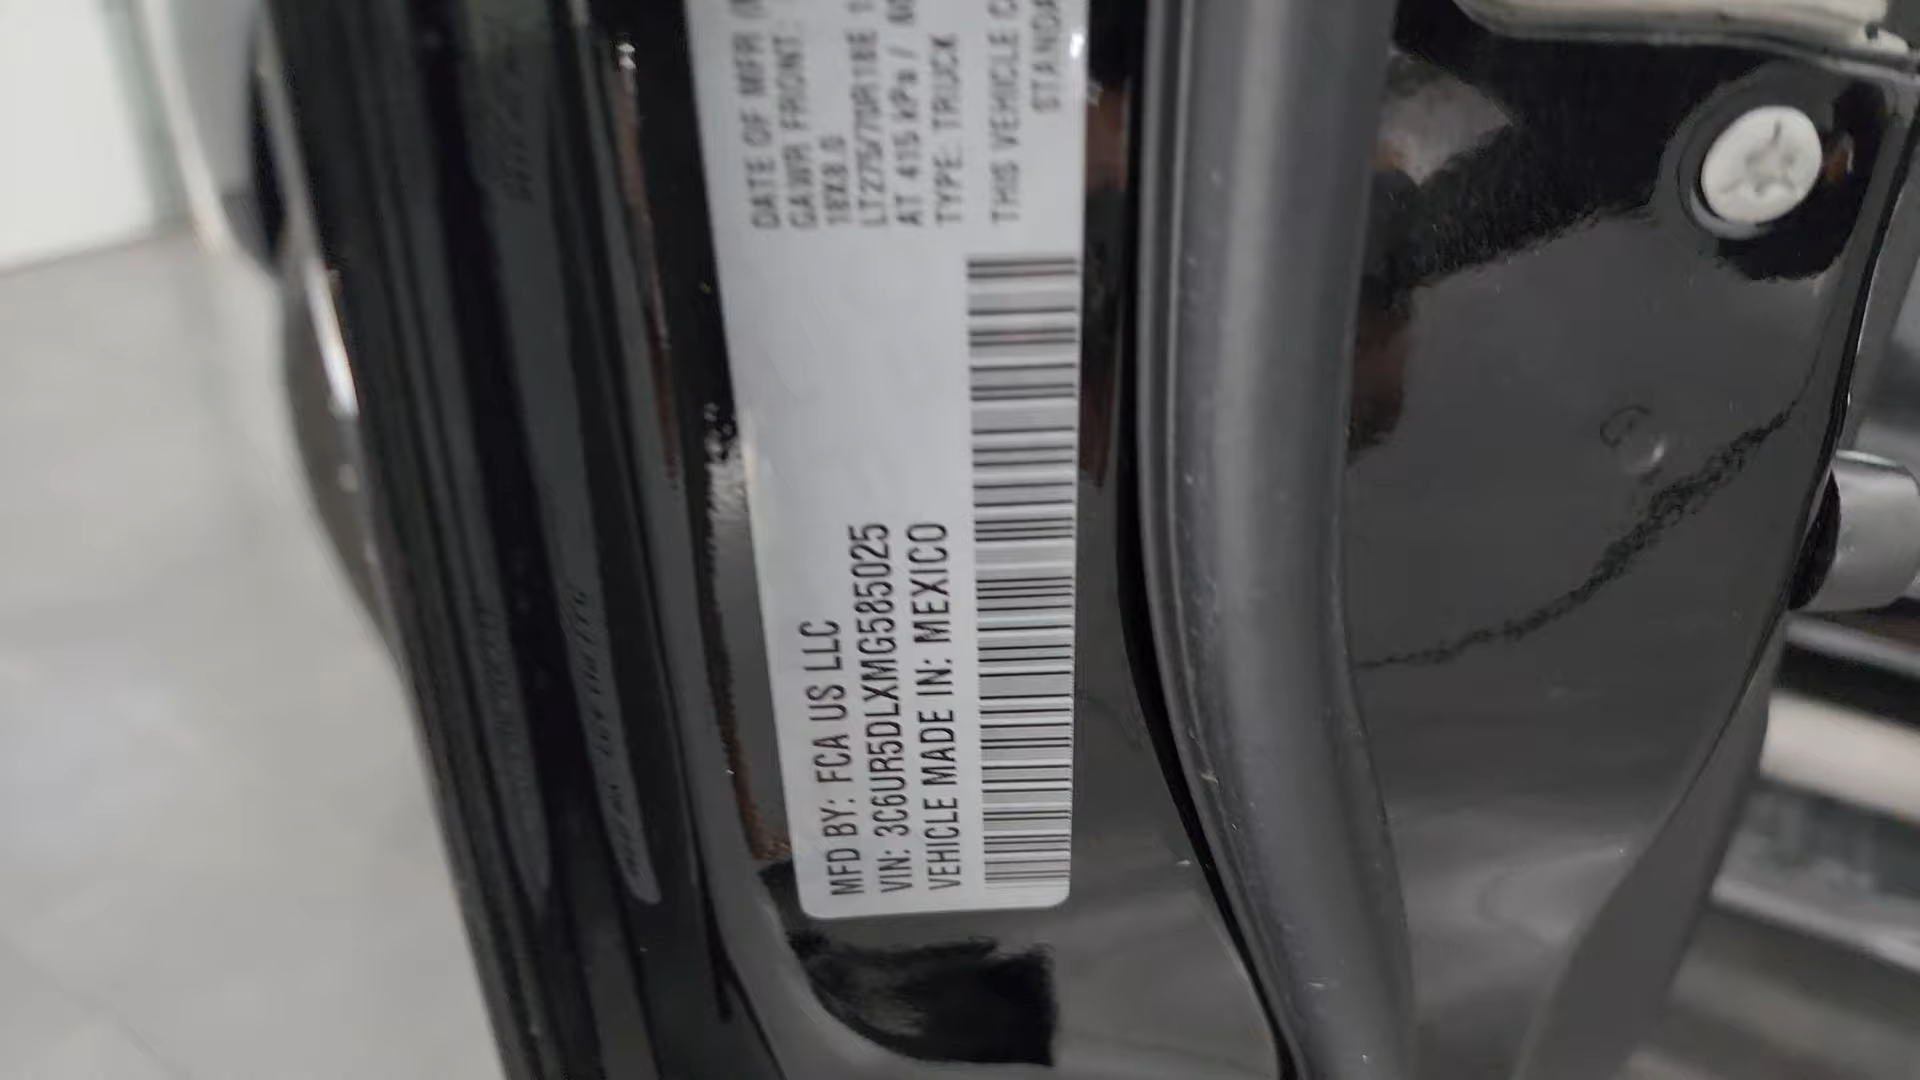 MFD BY: FCA US LLC
VIN: 3C6UR5DLXMG585025
VEHICLE MADE IN: MEXICO
DATE OF MFR
GAWR FRONT:
18X8.0
LT275/70R18E
AT 415 kPa /
TYPE: TRUCK
THIS VEHICLE